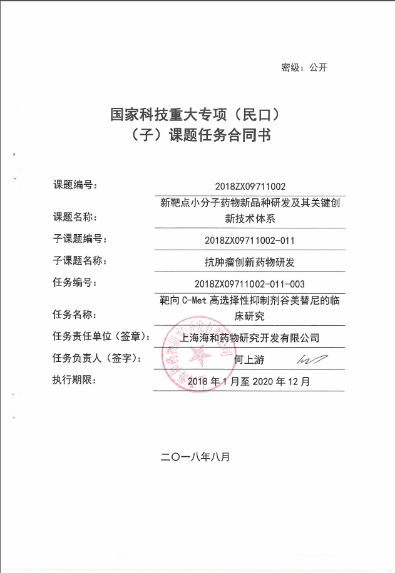 密级：公开
国家科技重大专项（民口）
（子）课题任务合同书
课题编号： 2018ZX09711002
课题名称： 新靶点小分子药物新品种研发及其关键创
新技术体系
子课题编号： 2018ZX09711002-011
子课题名称： 抗肿瘤创新药物研发
任务编号： 2018ZX09711002-011-003
任务名称： 靶向 C-Met 高选择性抑制剂谷美替尼的临
床研究
任务责任单位（签章）： 上海海和药物研究开发有限公司
任务负责人（签字）： 何上游
执行期限： 2018 年 1 月至 2020 年 12 月
二〇一八年八月